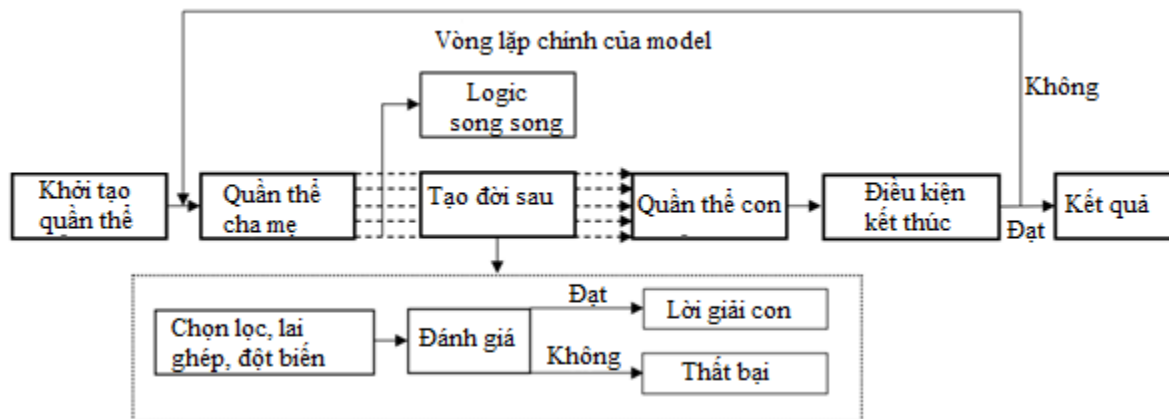 Vòng lặp chính của model
Không
Logic
song song
Khởi tạo
quần thể
Quần thể
cha mẹ
Tạo đời sau
Quần thể con
Điều kiện
kết thúc
Đạt
Kết quả
Chọn lọc, lai
ghép, đột biến
Đánh giá
Đạt
Không
Lời giải con
Thất bại